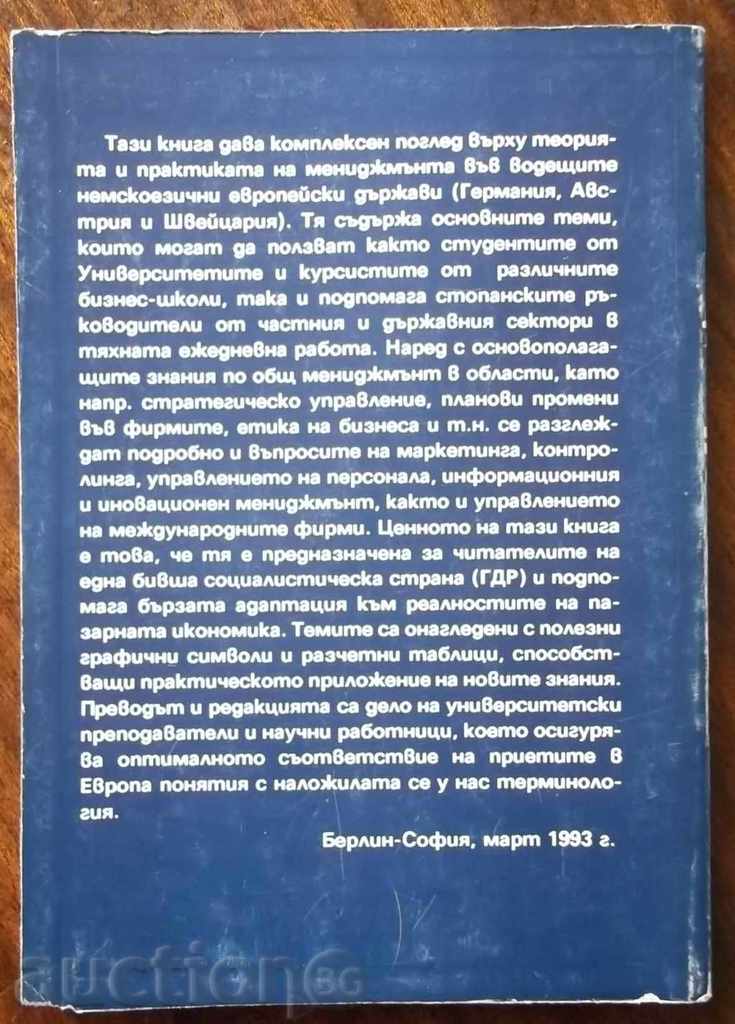 Тази книга дава комплексен поглед върху теория-
та и практиката на мениджмънта във водещите
немскоезични европейски държави (Германия, Авс-
трия и Швейцария). Тя съдържа основните теми,
които могат да ползват както студентите от
Университетите и курсистите от различните
бизнес-школи, така и подпомага стопанските ръ-
ководители от частния и държавния сектори в
тяхната ежедневна работа. Наред с основополага-
щите знания по общ мениджмънт в области, като
напр. стратегическо управление, планови промени
във фирмите, етика на бизнеса и т.н. се разглеж-
дат подробно и въпросите на маркетинга, контро-
линга, управлението на персонала, информационния
и иновационен мениджмънт, както и управлението
на международните фирми. Ценното на тази книга
е това, че тя е предназначена за читателите на
една бивша социалистическа страна (ГДР) и подпо-
мага бързата адаптация към реалностите на па-
зарната икономика. Темите са онагледени с полезни
графични символи и разчетни таблици, способст-
ващи практическото приложение на новите знания.
Преводът и редакцията са дело на университетски
преподаватели и научни работници, което осигуря-
ва оптималното съответствие на приетите в
Европа понятия с наложилата се у нас терминоло-
гия.
Берлин-София, март 1993 г.
auctionBG